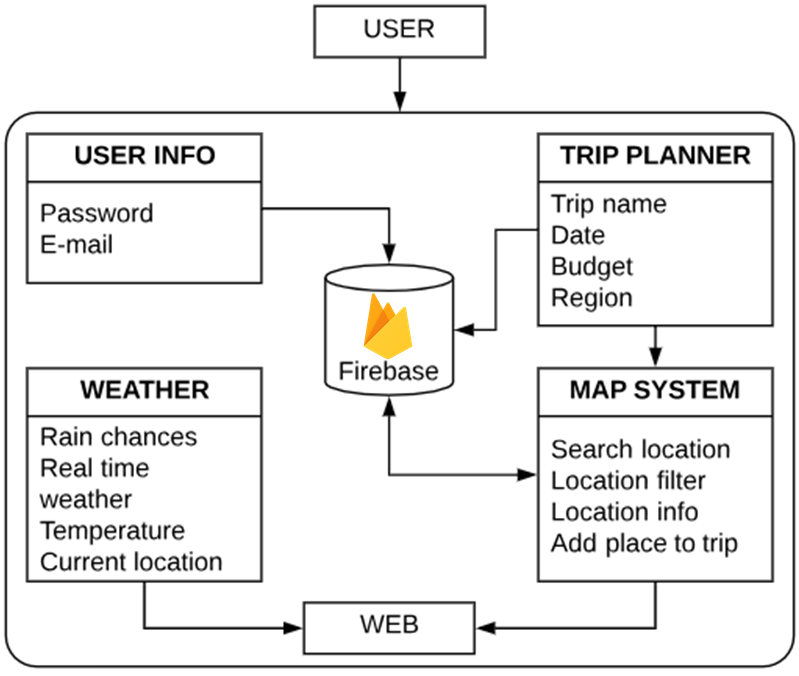 USER
USER INFO
Password
E-mail
TRIP PLANNER
Trip name
Date
Budget
Region
Firebase
WEATHER
Rain chances
Real time
weather
Temperature
Current location
MAP SYSTEM
Search location
Location filter
Location info
Add place to trip
WEB